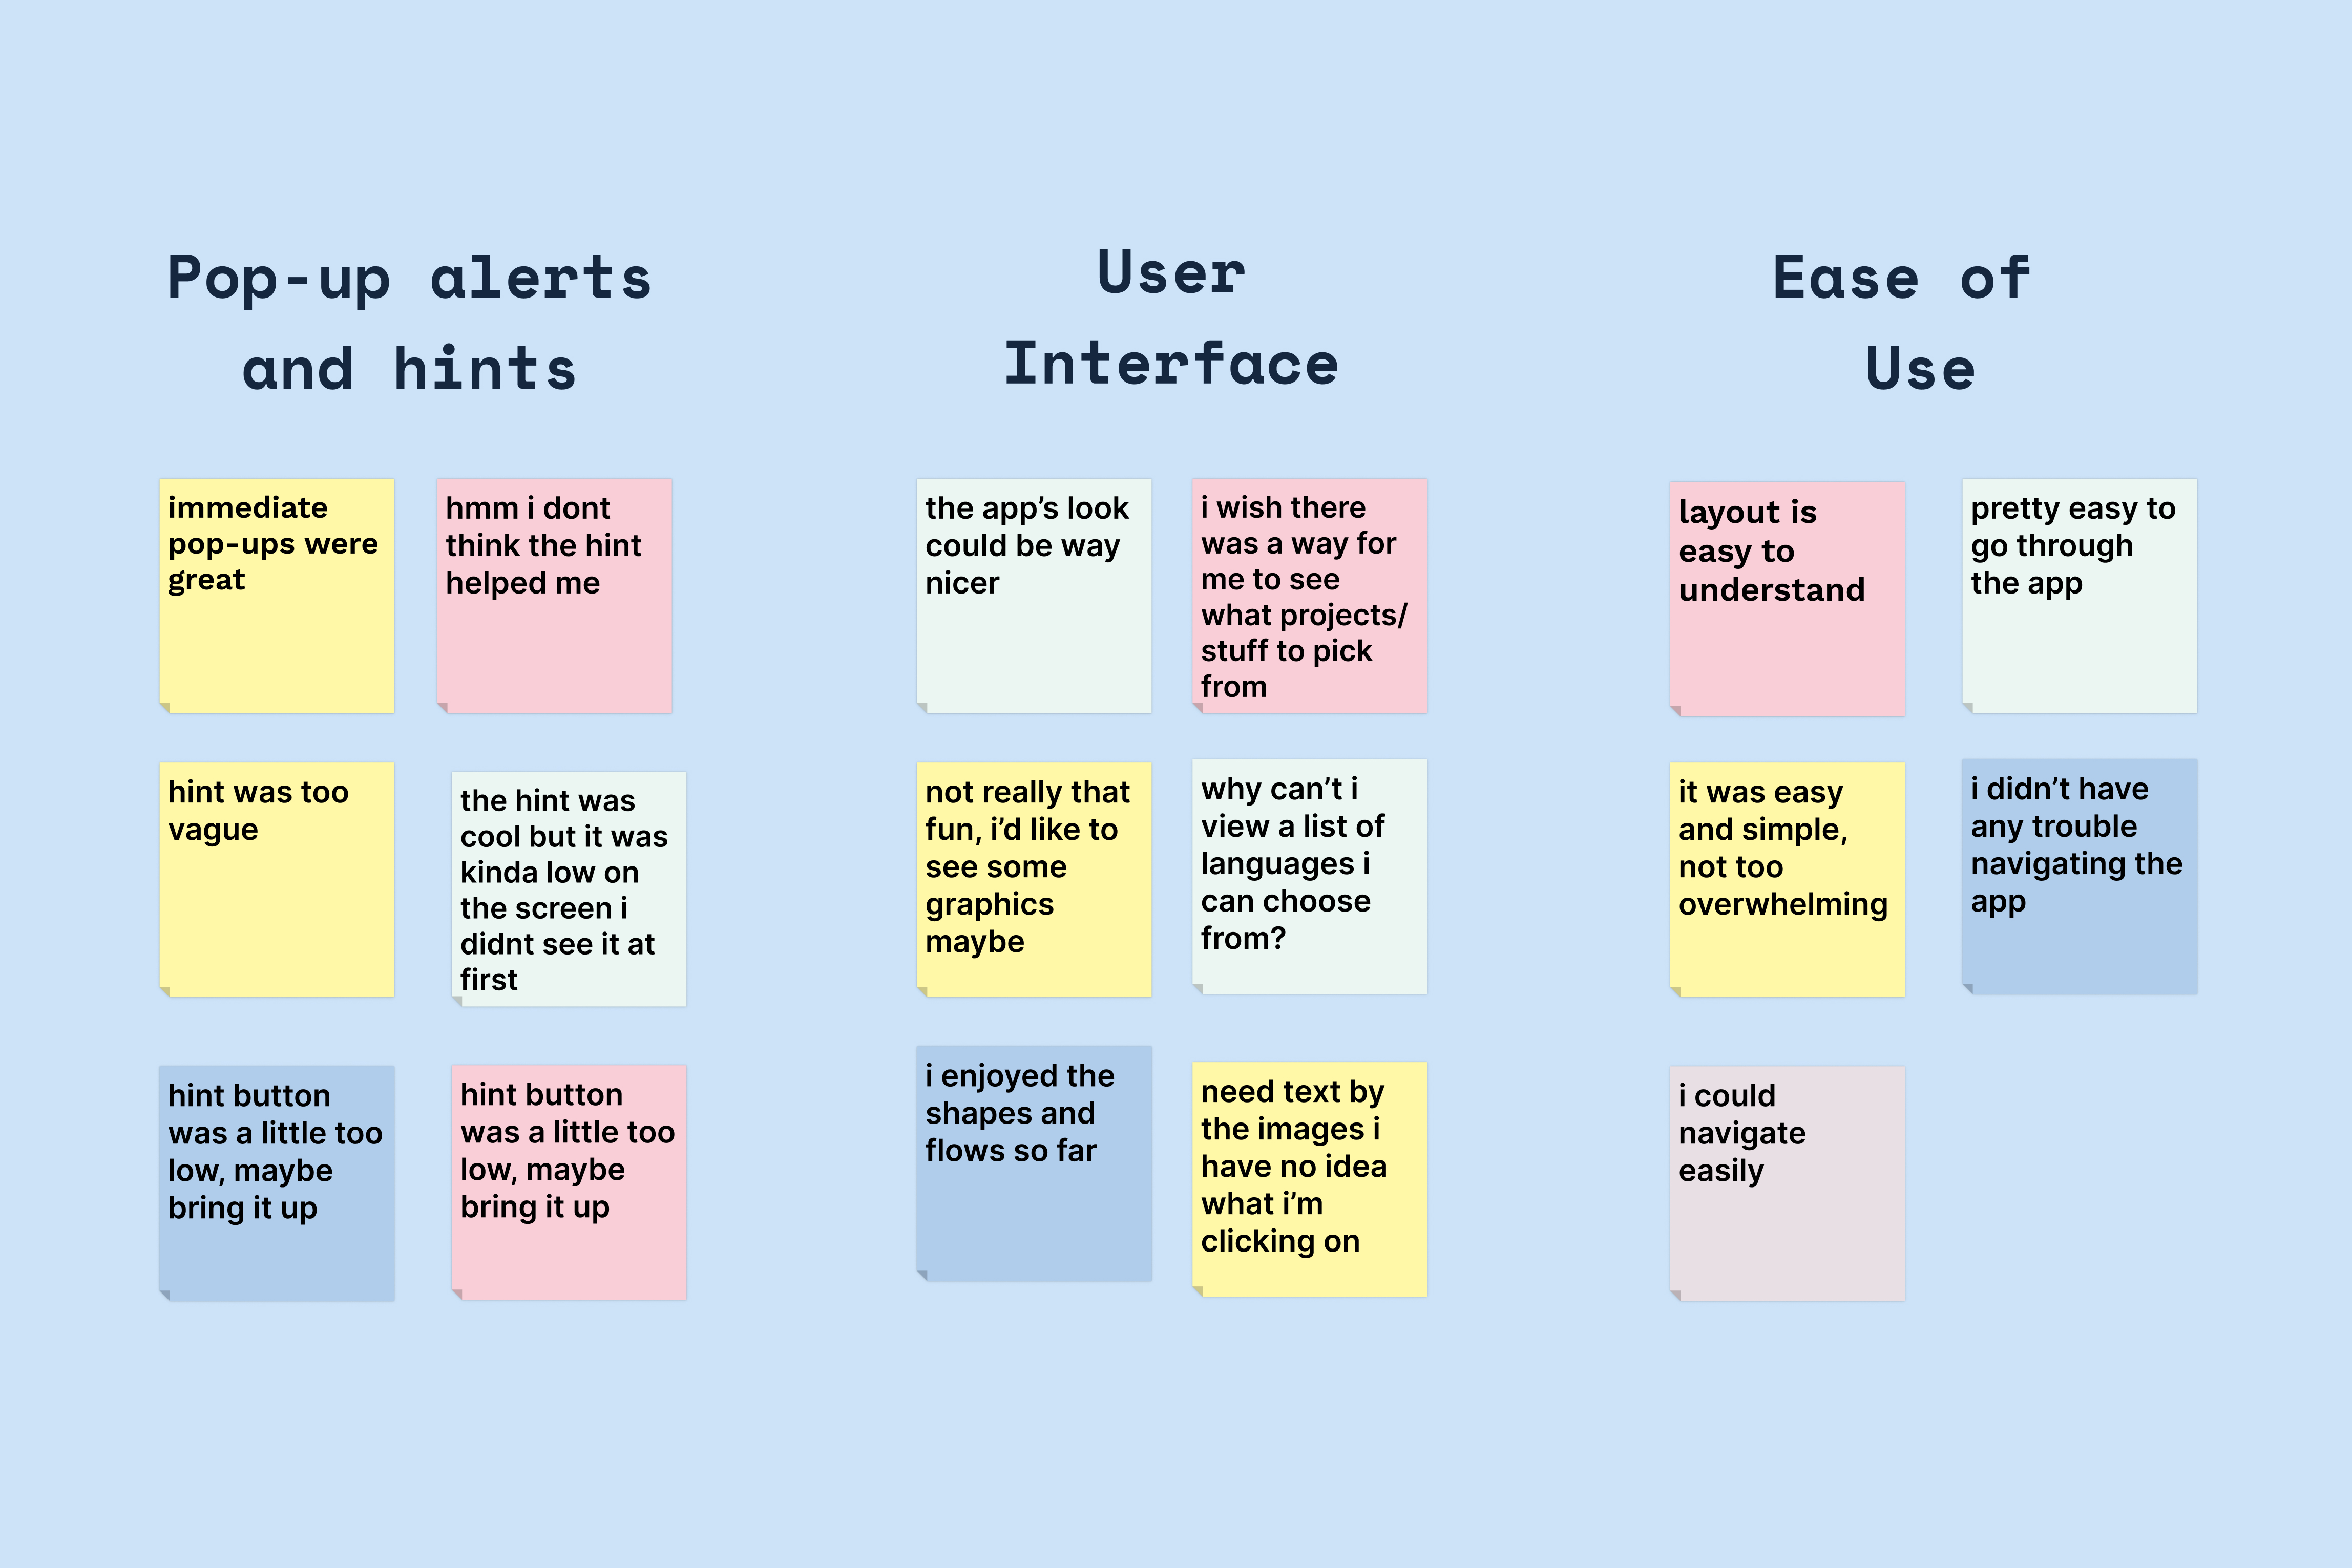 Pop-up alerts
and hints
immediate
pop-ups were
great
hmm i dont
think the hint
helped me
hint was too
vague
the hint was
cool but it was
kinda low on
the screen i
didnt see it at
first
hint button
was a little too
low, maybe
bring it up
hint button
was a little too
low, maybe
bring it up
User
Interface
the app’s look
could be way
nicer
i wish there
was a way for
me to see
what projects/
stuff to pick
from
not really that
fun, i’d like to
see some
graphics
maybe
why can’t i
view a list of
languages i
can choose
from?
i enjoyed the
shapes and
flows so far
need text by
the images i
have no idea
what i’m
clicking on
Ease of
Use
layout is
easy to
understand
pretty easy to
go through
the app
it was easy
and simple,
not too
overwhelming
i didn’t have
any trouble
navigating the
app
i could
navigate
easily